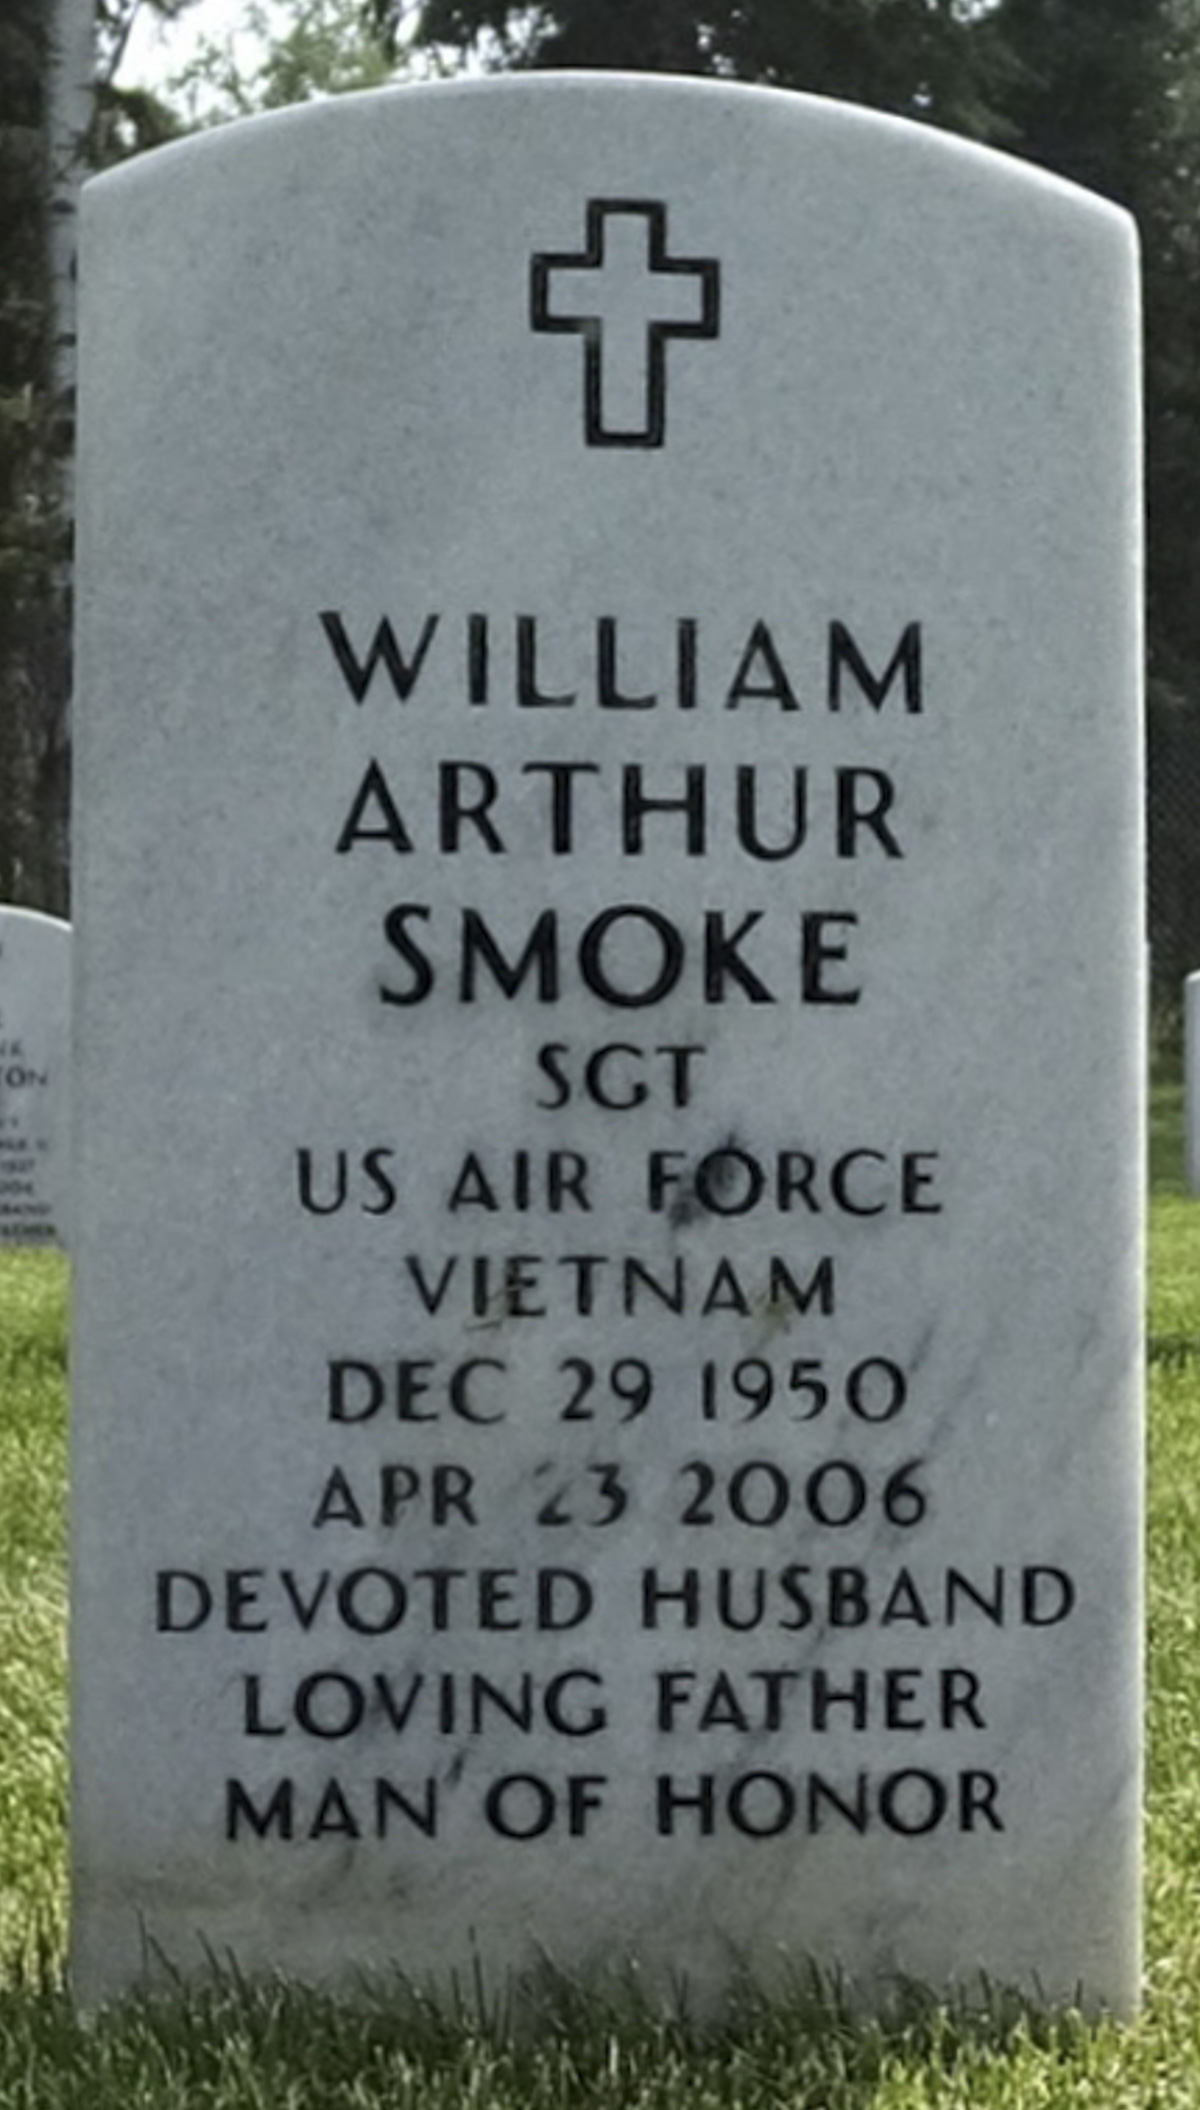 WILLIAM
ARTHUR
SMOKE
SGT
US AIR FORCE
VIETNAM
DEC 29 1950
APR 23 2006
DEVOTED HUSBAND
LOVING FATHER
MAN OF HONOR